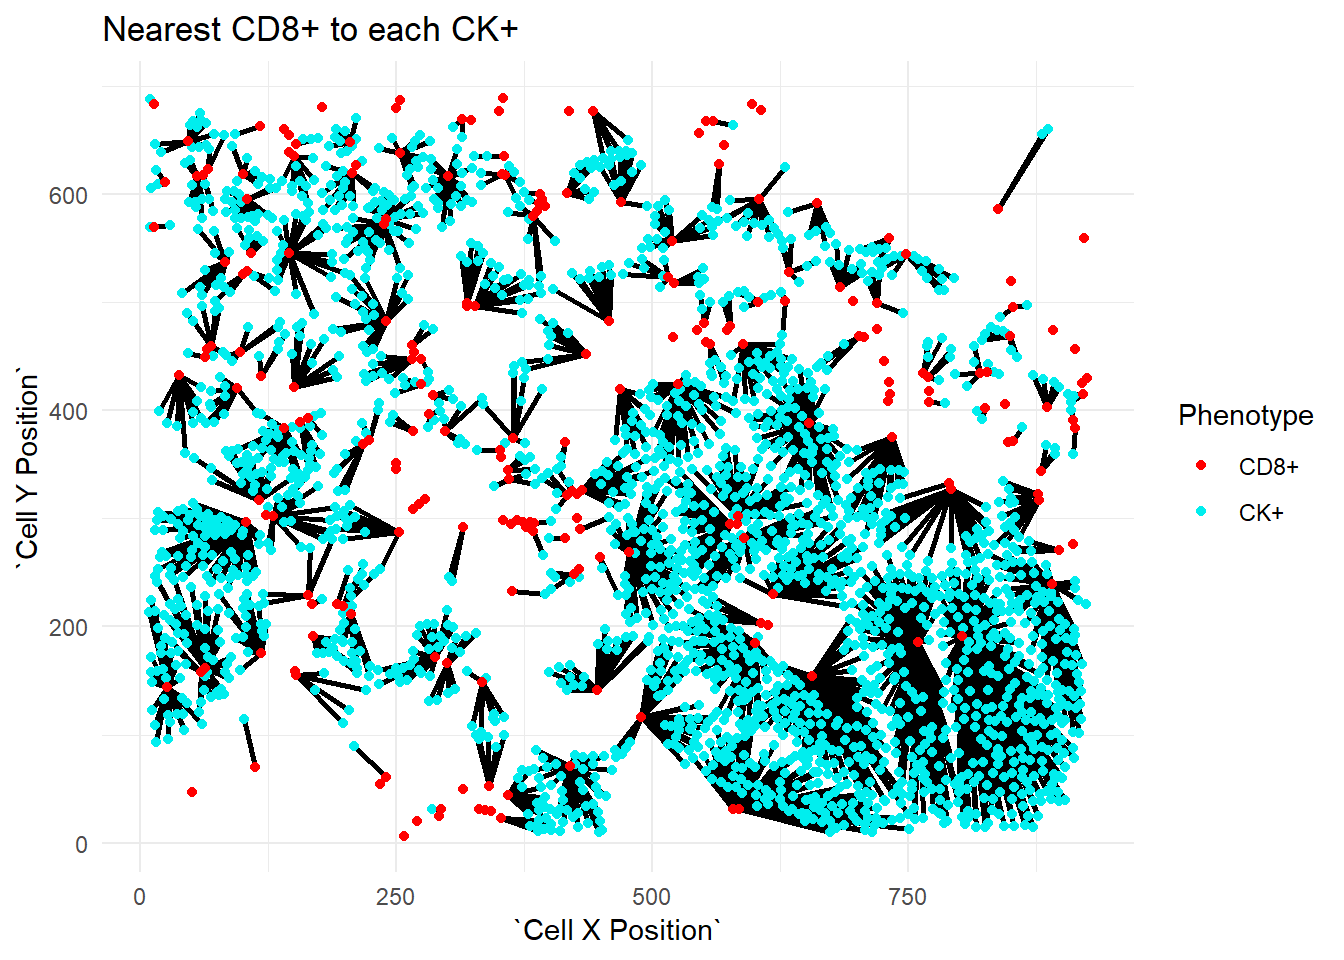 Nearest CD8+ to each CK+
600
400
200
0
0
250
500
750
`Cell X Position`
`Cell Y Position`
Phenotype
CD8+
CK+